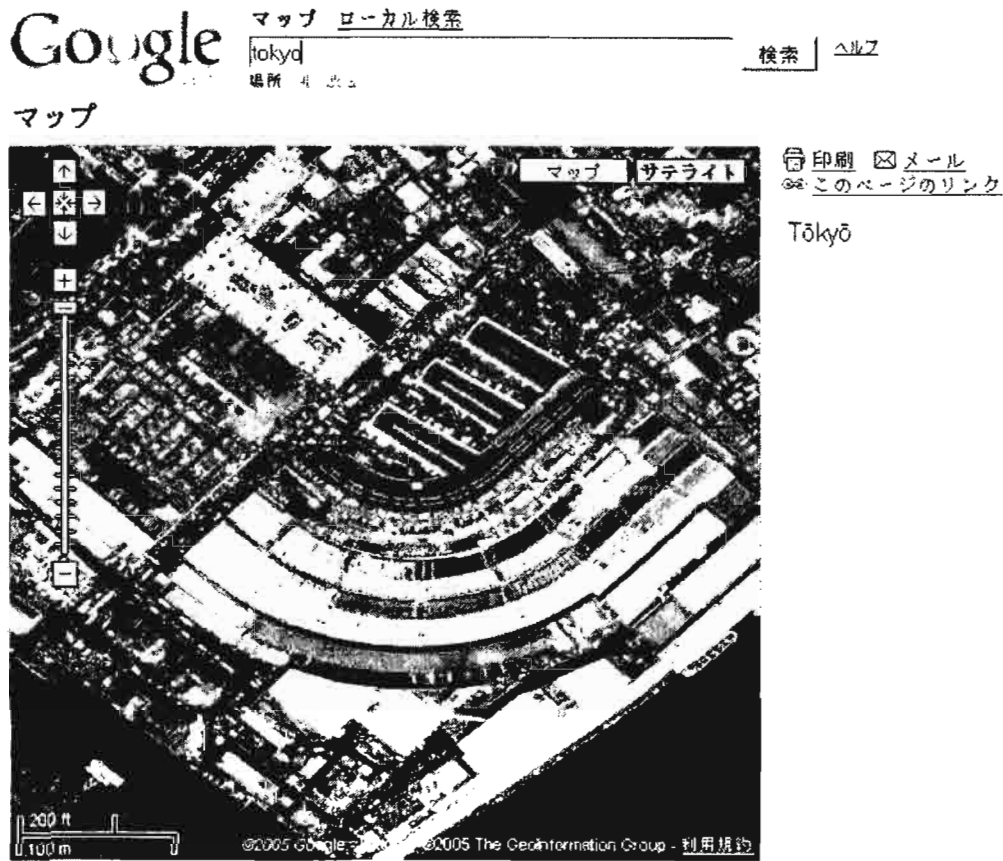 Google
マップ ローカル検索
tokyo
検索 ヘルプ
場所
マップ
マップ サテライト
印刷 メール
このページのリンク
Tōkyō
200 ft
100 m
©2005 Google - ©2005 The GeoInformation Group - 利用規約